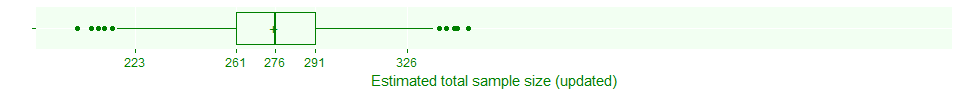 223 261 276 291 326
Estimated total sample size (updated)